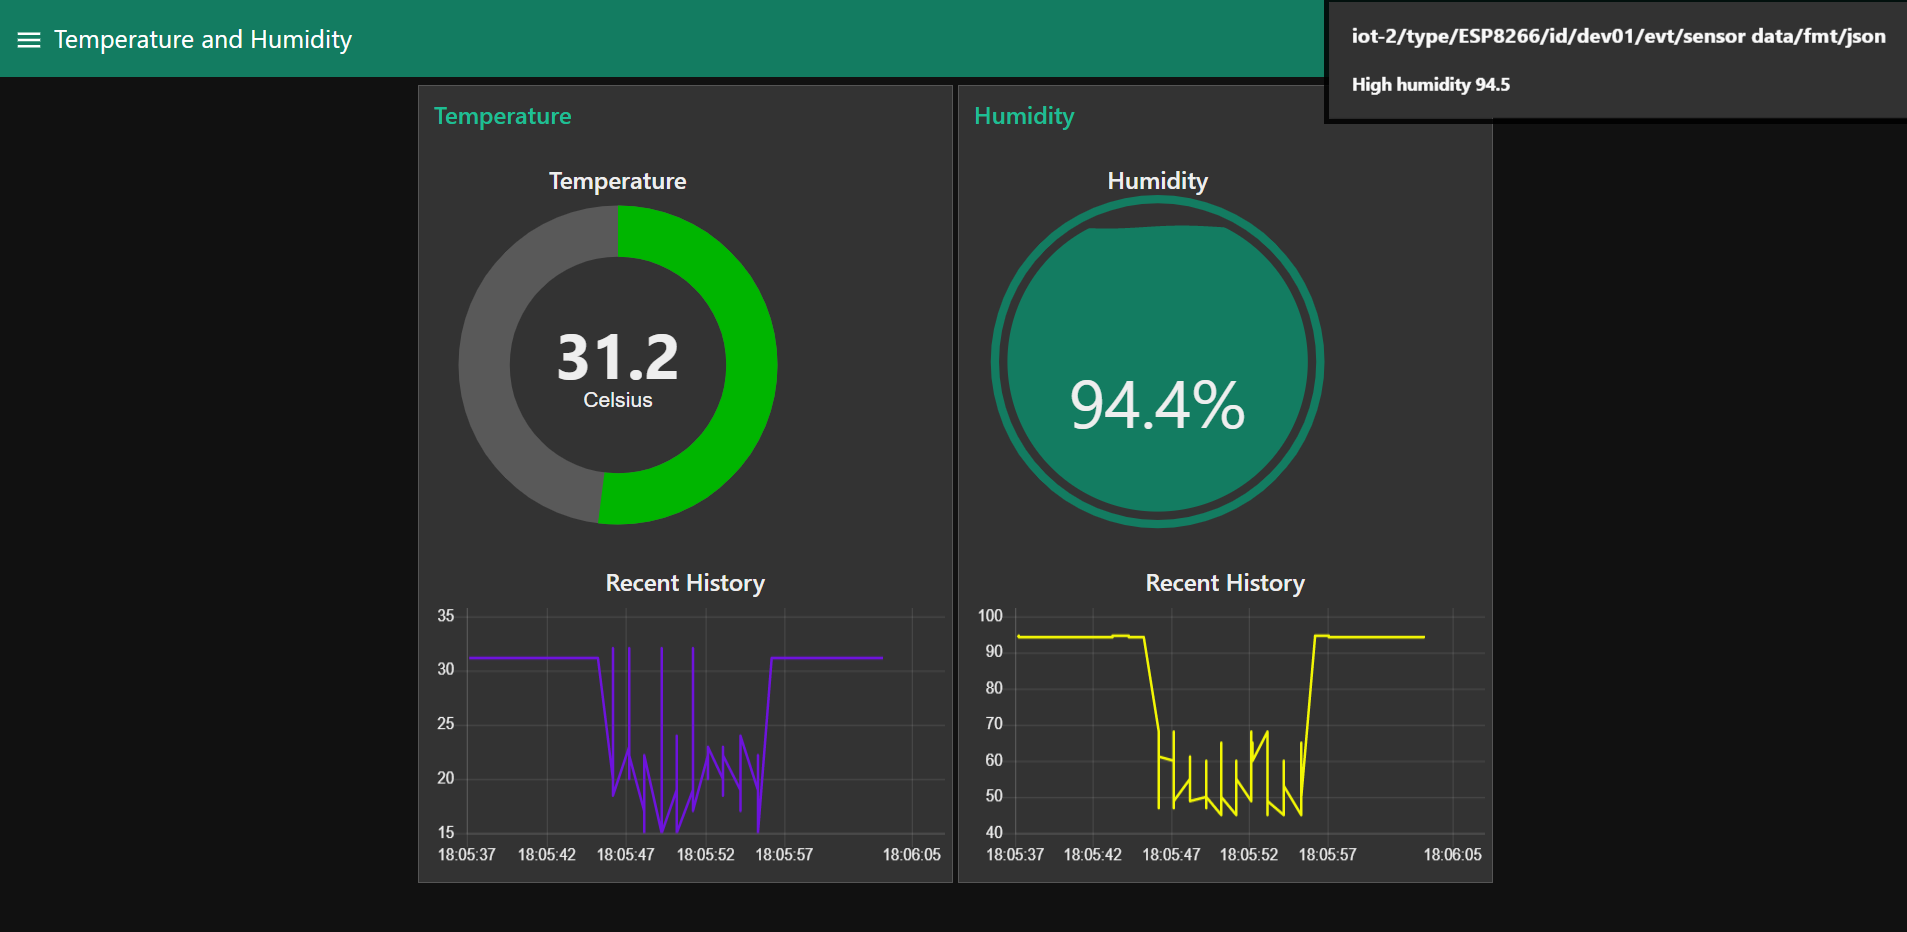 Temperature and Humidity
iot-2/type/ESP8266/id/dev01/evt/sensor data/fmt/json
High humidity 94.5
Temperature
Temperature
31.2
Celsius
Recent History
35
30
25
20
15
18:05:37 18:05:42 18:05:47 18:05:52 18:05:57 18:06:05
Humidity
Humidity
94.4%
Recent History
100
90
80
70
60
50
40
18:05:37 18:05:42 18:05:47 18:05:52 18:05:57 18:06:05